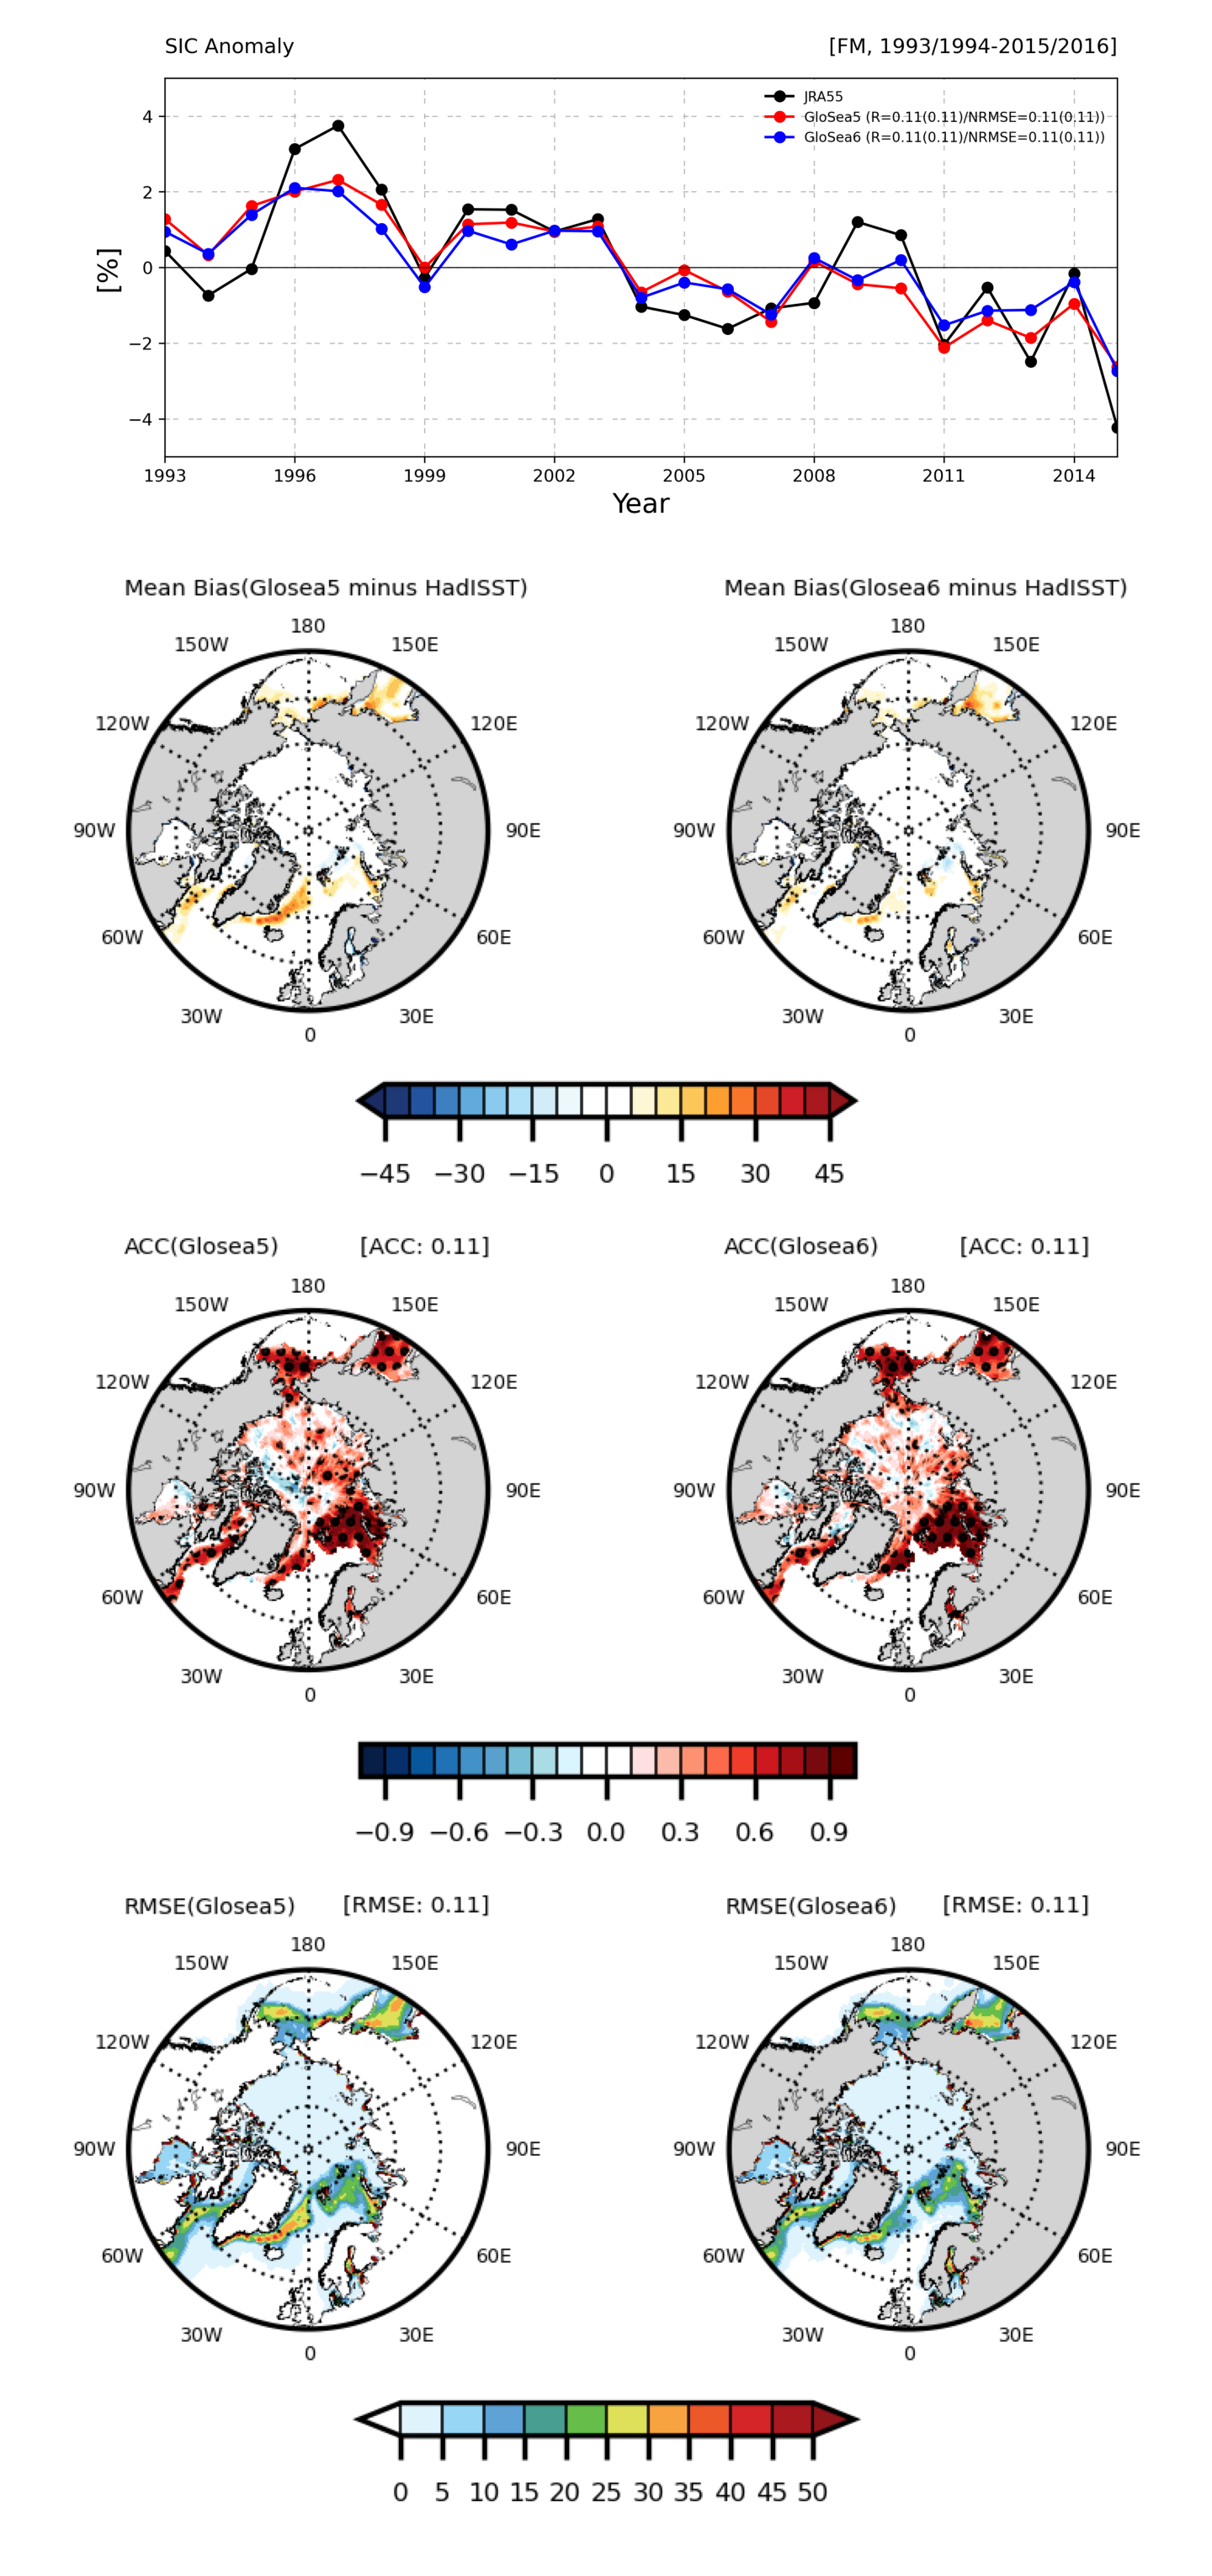 SIC Anomaly [FM, 1993/1994-2015/2016]
JRA55
GloSea5 (R=0.11(0.11)/NRMSE=0.11(0.11))
GloSea6 (R=0.11(0.11)/NRMSE=0.11(0.11))
4
2
0
−2
−4
[%]
1993 1996 1999 2002 2005 2008 2011 2014
Year
Mean Bias(Glosea5 minus HadISST) Mean Bias(Glosea6 minus HadISST)
180 180
150W 150E 150W 150E
120W 120E 120W 120E
90W 90E 90W 90E
60W 60E 60W 60E
30W 30E 30W 30E
0 0
−45 −30 −15 0 15 30 45
ACC(Glosea5) [ACC: 0.11] ACC(Glosea6) [ACC: 0.11]
180 180
150W 150E 150W 150E
120W 120E 120W 120E
90W 90E 90W 90E
60W 60E 60W 60E
30W 30E 30W 30E
0 0
−0.9 −0.6 −0.3 0.0 0.3 0.6 0.9
RMSE(Glosea5) [RMSE: 0.11] RMSE(Glosea6) [RMSE: 0.11]
180 180
150W 150E 150W 150E
120W 120E 120W 120E
90W 90E 90W 90E
60W 60E 60W 60E
30W 30E 30W 30E
0 0
0 5 10 15 20 25 30 35 40 45 50